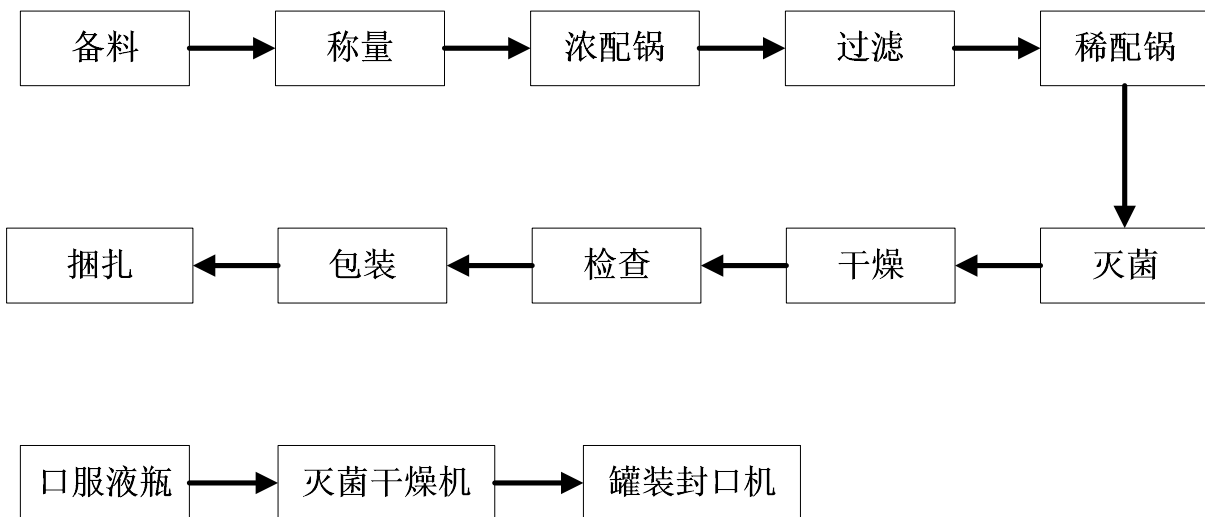 备料
称量
浓配锅
过滤
稀配锅
灭菌
干燥
检查
包装
捆扎
口服液瓶
灭菌干燥机
罐装封口机